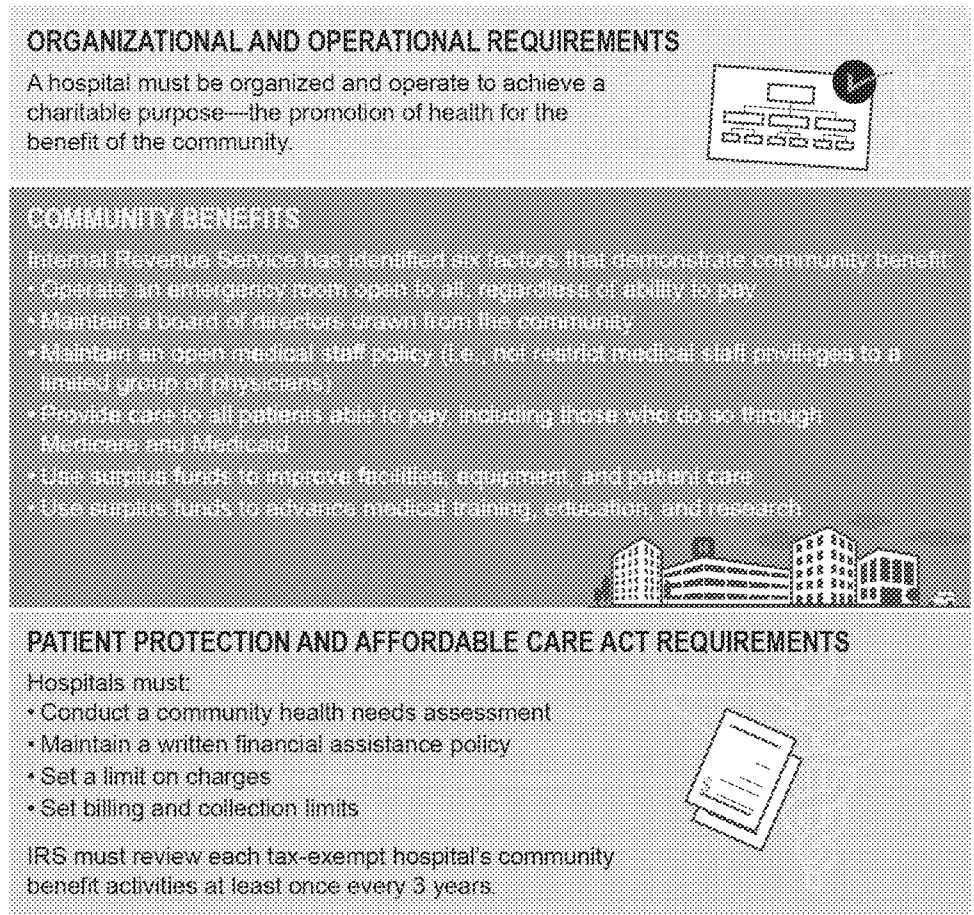 ORGANIZATIONAL AND OPERATIONAL REQUIREMENTS
A hospital must be organized and operate to achieve a
charitable purpose—the promotion of health for the
benefit of the community.
COMMUNITY BENEFITS
Internal Revenue Service has identified six factors that demonstrate community benefit
• Operate an emergency room open to all, regardless of ability to pay
• Maintain a board of directors drawn from the community
• Maintain an open medical staff policy (i.e., not restrict medical staff privileges to a
limited group of physicians)
• Provide care to all patients able to pay, including those who do so through
Medicare and Medicaid
• Use surplus funds to improve facilities, equipment, and patient care
• Use surplus funds to advance medical training, education, and research
PATIENT PROTECTION AND AFFORDABLE CARE ACT REQUIREMENTS
Hospitals must:
• Conduct a community health needs assessment
• Maintain a written financial assistance policy
• Set a limit on charges
• Set billing and collection limits
IRS must review each tax-exempt hospital's community
benefit activities at least once every 3 years.